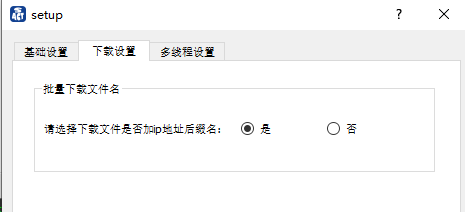 setup
基础设置 下载设置 多线程设置
批量下载文件名
请选择下载文件是否加ip地址后缀名： 是 否